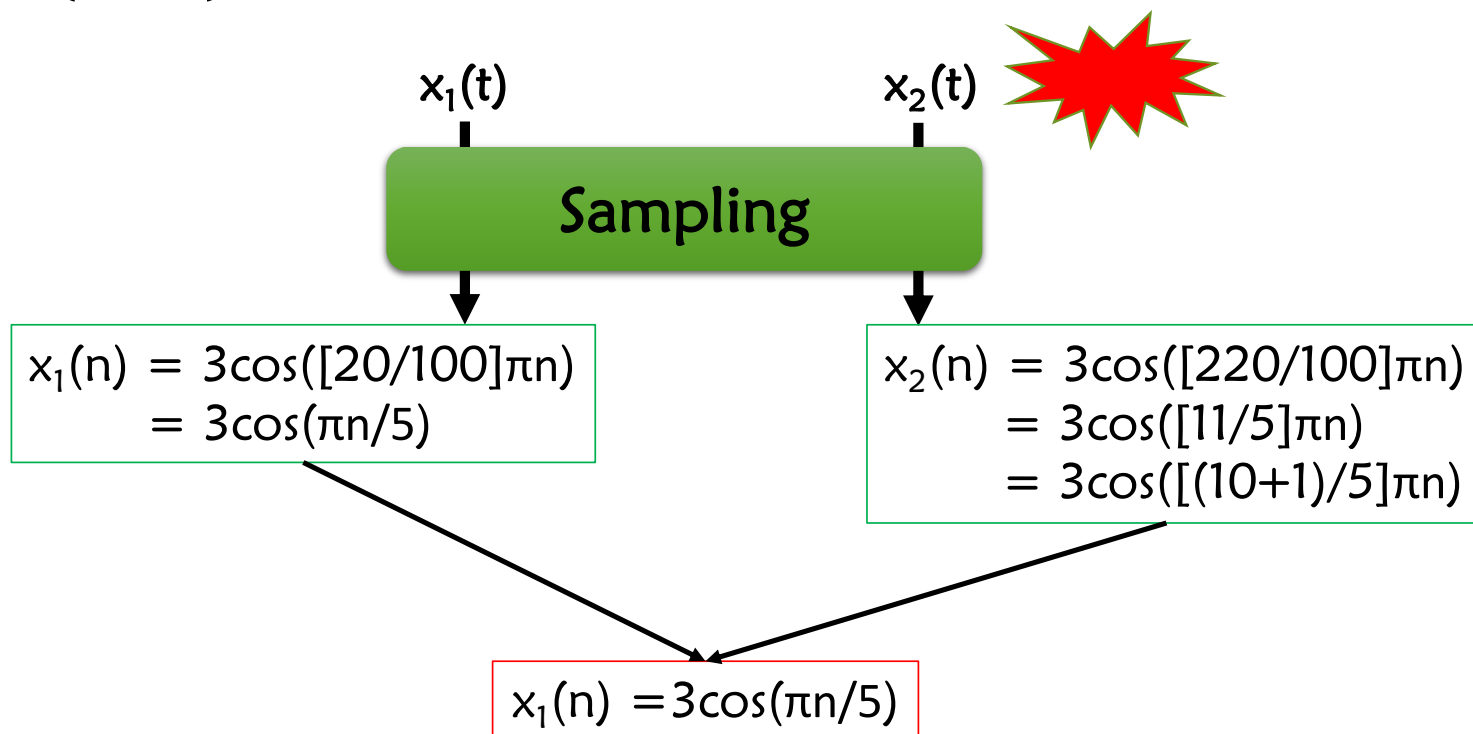 x₁(t)
x₂(t)
Sampling
x₁(n) = 3cos([20/100]πn)
= 3cos(πn/5)
x₂(n) = 3cos([220/100]πn)
= 3cos([11/5]πn)
= 3cos([(10+1)/5]πn)
x₁(n) =3cos(πn/5)